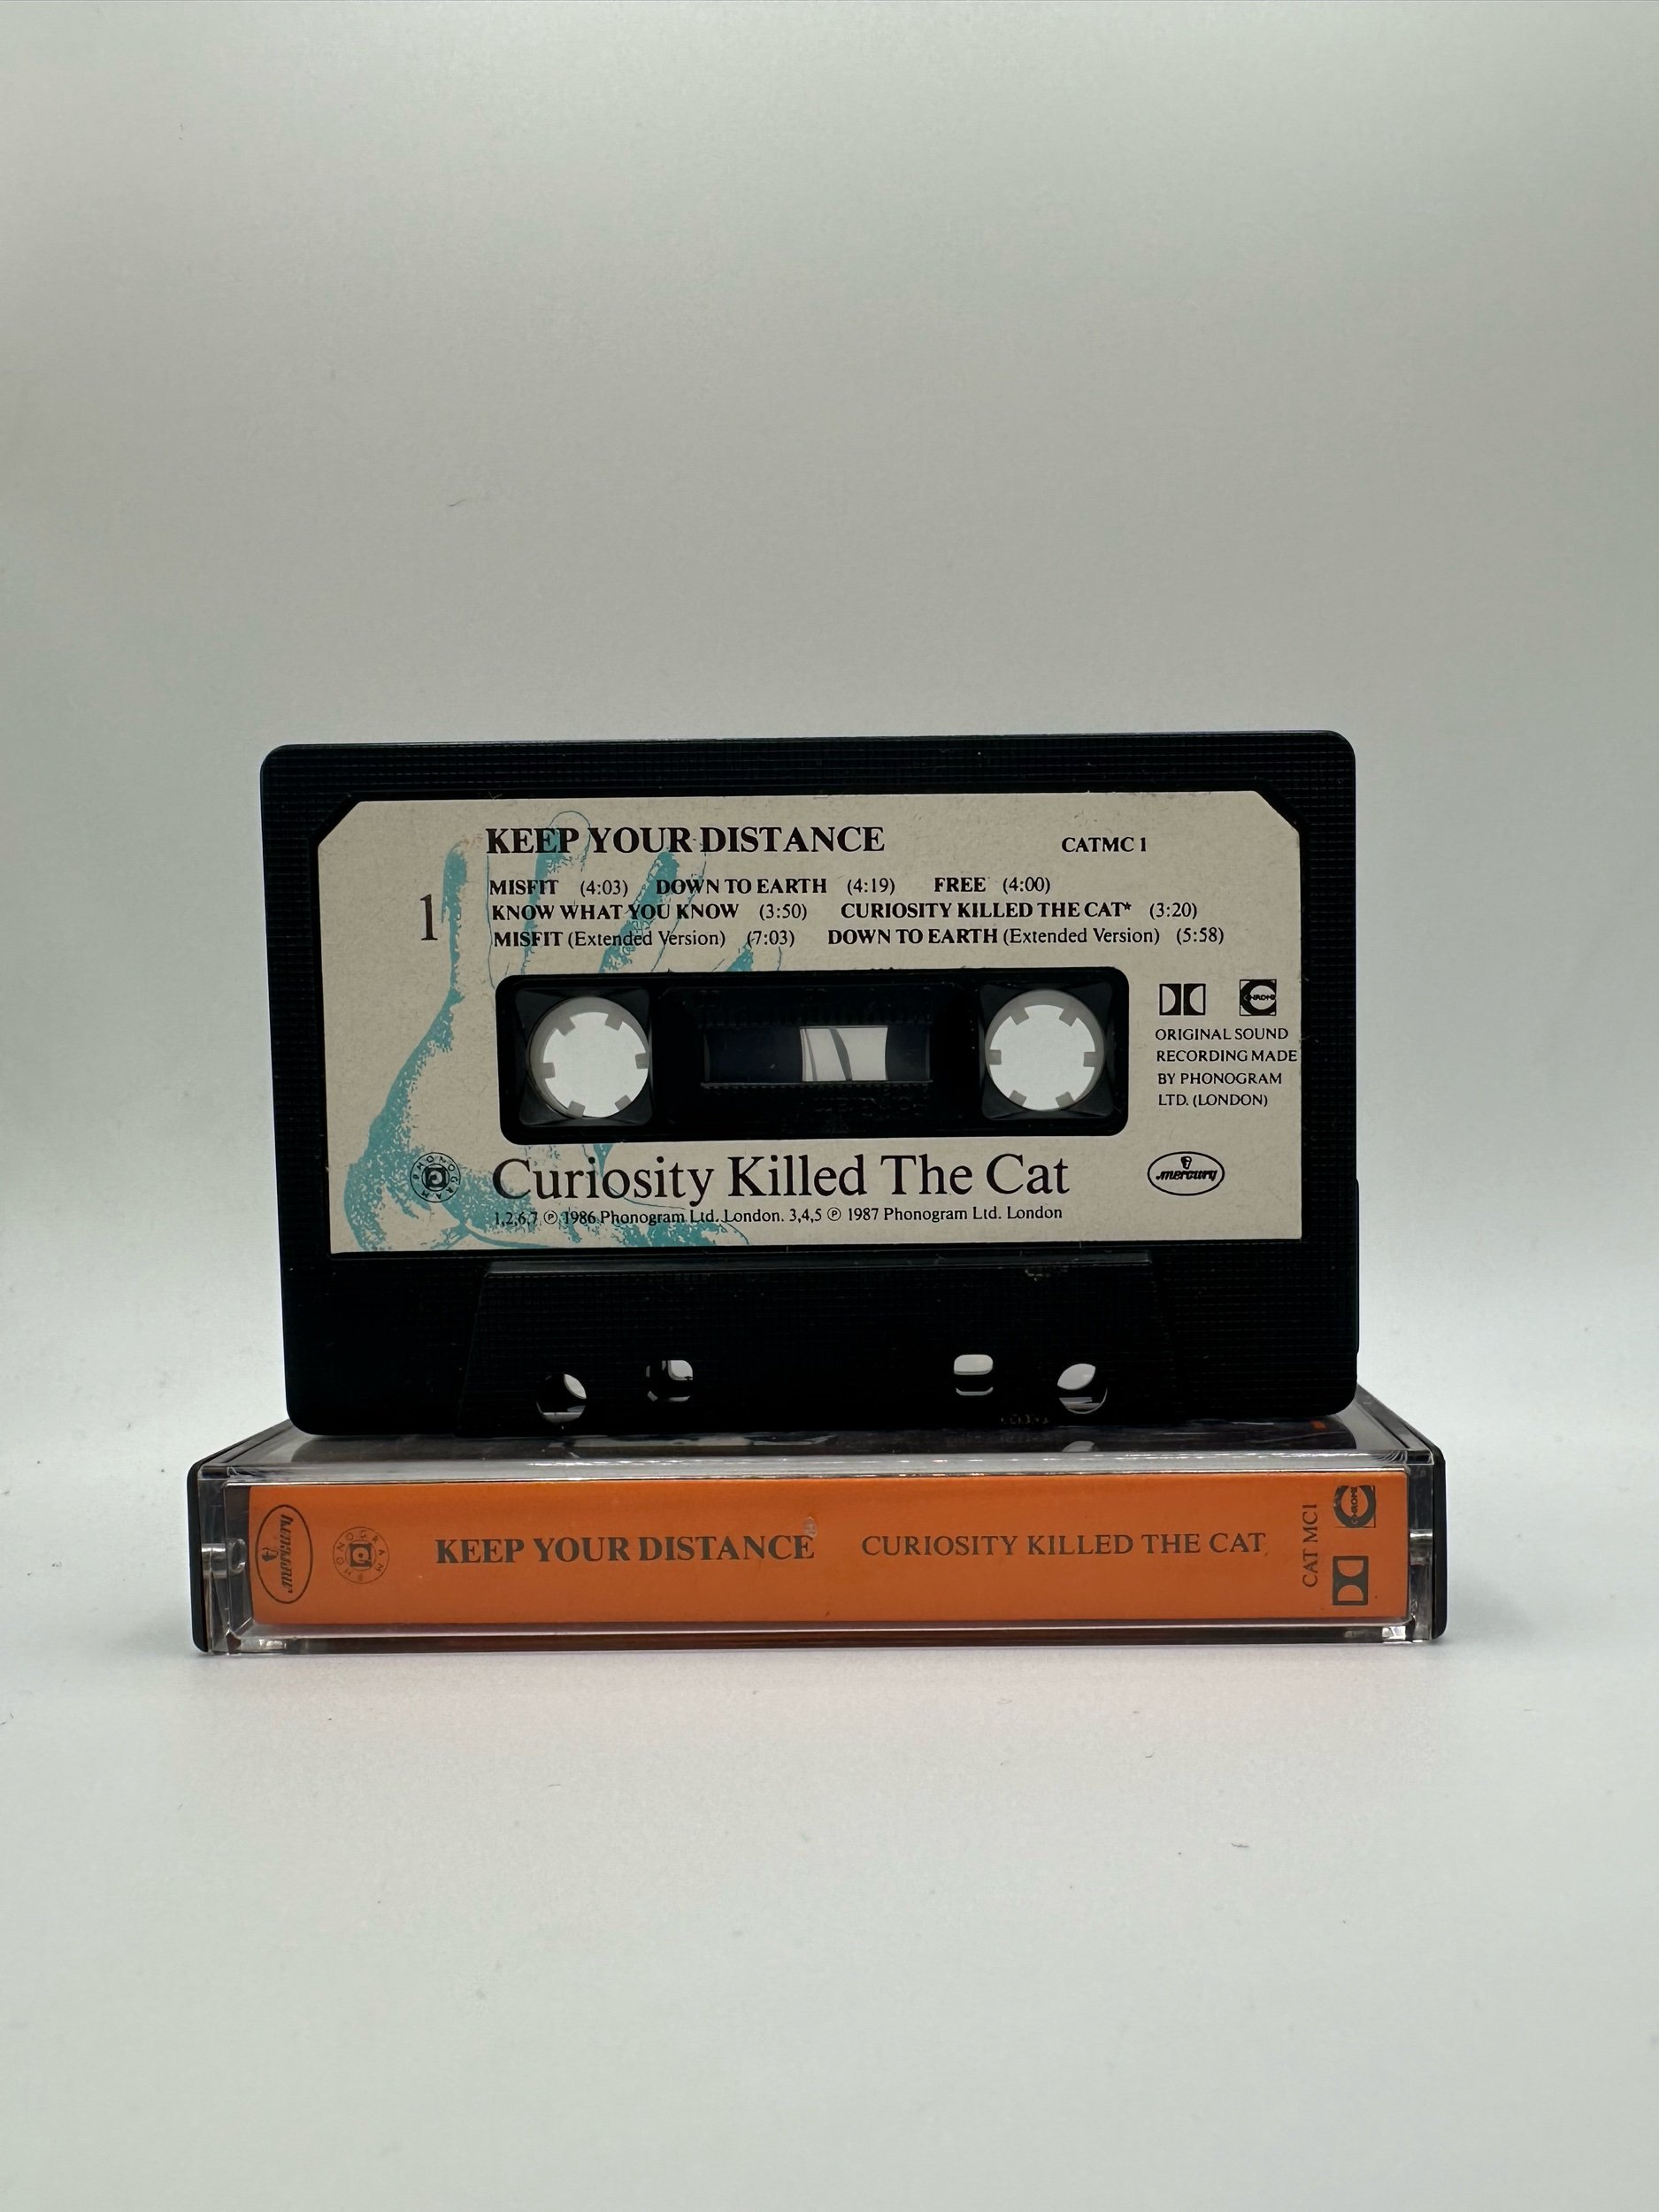 KEEP YOUR DISTANCE CATMC 1
1
MISFIT (4:03) DOWN TO EARTH (4:19) FREE (4:00)
KNOW WHAT YOU KNOW (3:50) CURIOSITY KILLED THE CAT* (3:20)
MISFIT (Extended Version) (7:03) DOWN TO EARTH (Extended Version) (5:58)
CHROME
ORIGINAL SOUND
RECORDING MADE
BY PHONOGRAM
LTD. (LONDON)
PHONOGRAM
Curiosity Killed The Cat
mercury
1,2,6,7 ℗ 1986 Phonogram Ltd. London. 3,4,5 ℗ 1987 Phonogram Ltd. London
mercury
PHONOGRAM
KEEP YOUR DISTANCE CURIOSITY KILLED THE CAT
CAT MC1
CHROME